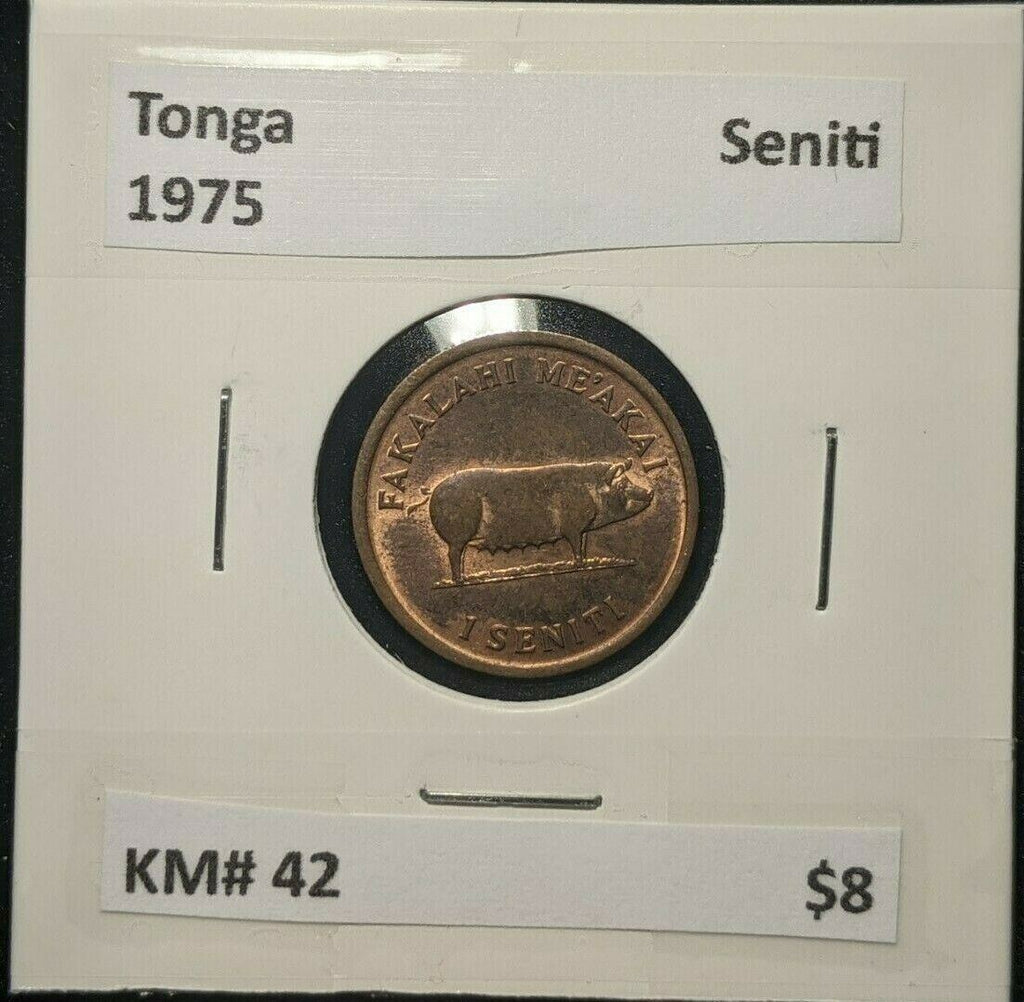 Tonga
Seniti
1975
FAKALAHI ME'AKAI
1 SENITI
KM# 42
$8